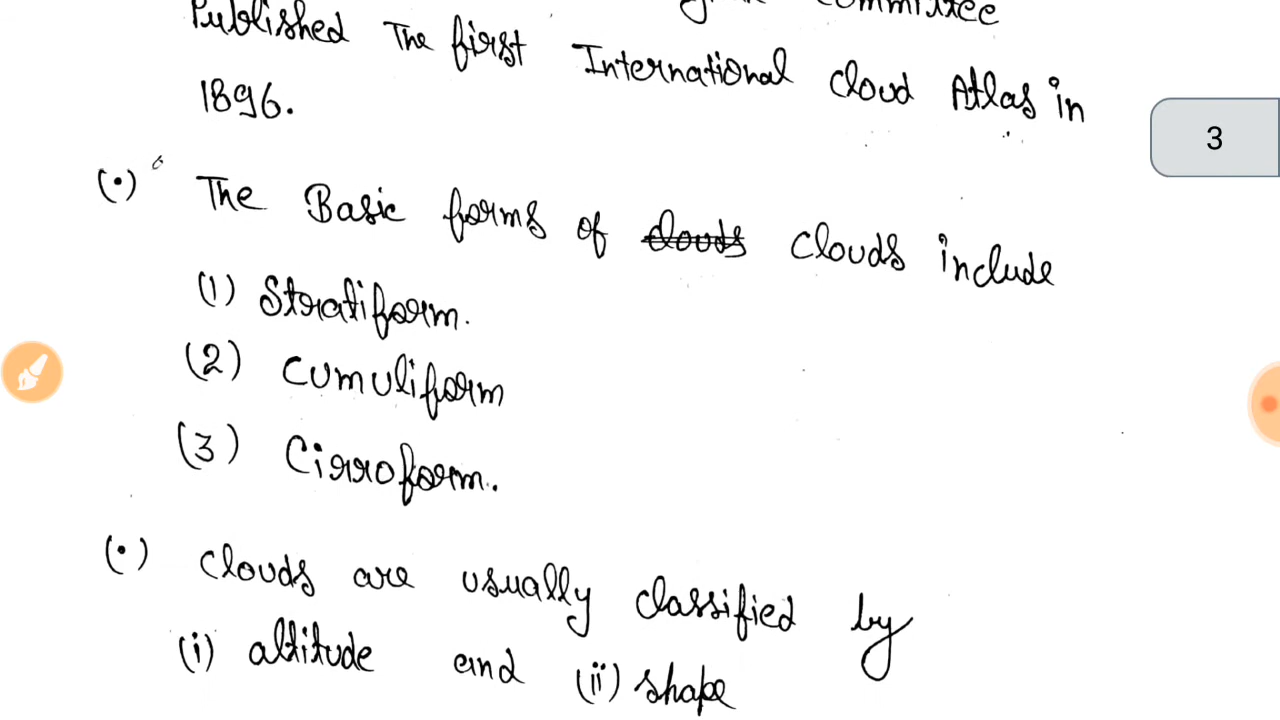 committee
Published The first International cloud Atlas in
1896.
3
(•) The Basic forms of clouds clouds include
(1) Stratiform.
(2) Cumuliform
(3) Cirroform.
(•) Clouds are usually classified by
(i) altitude and (ii) shape